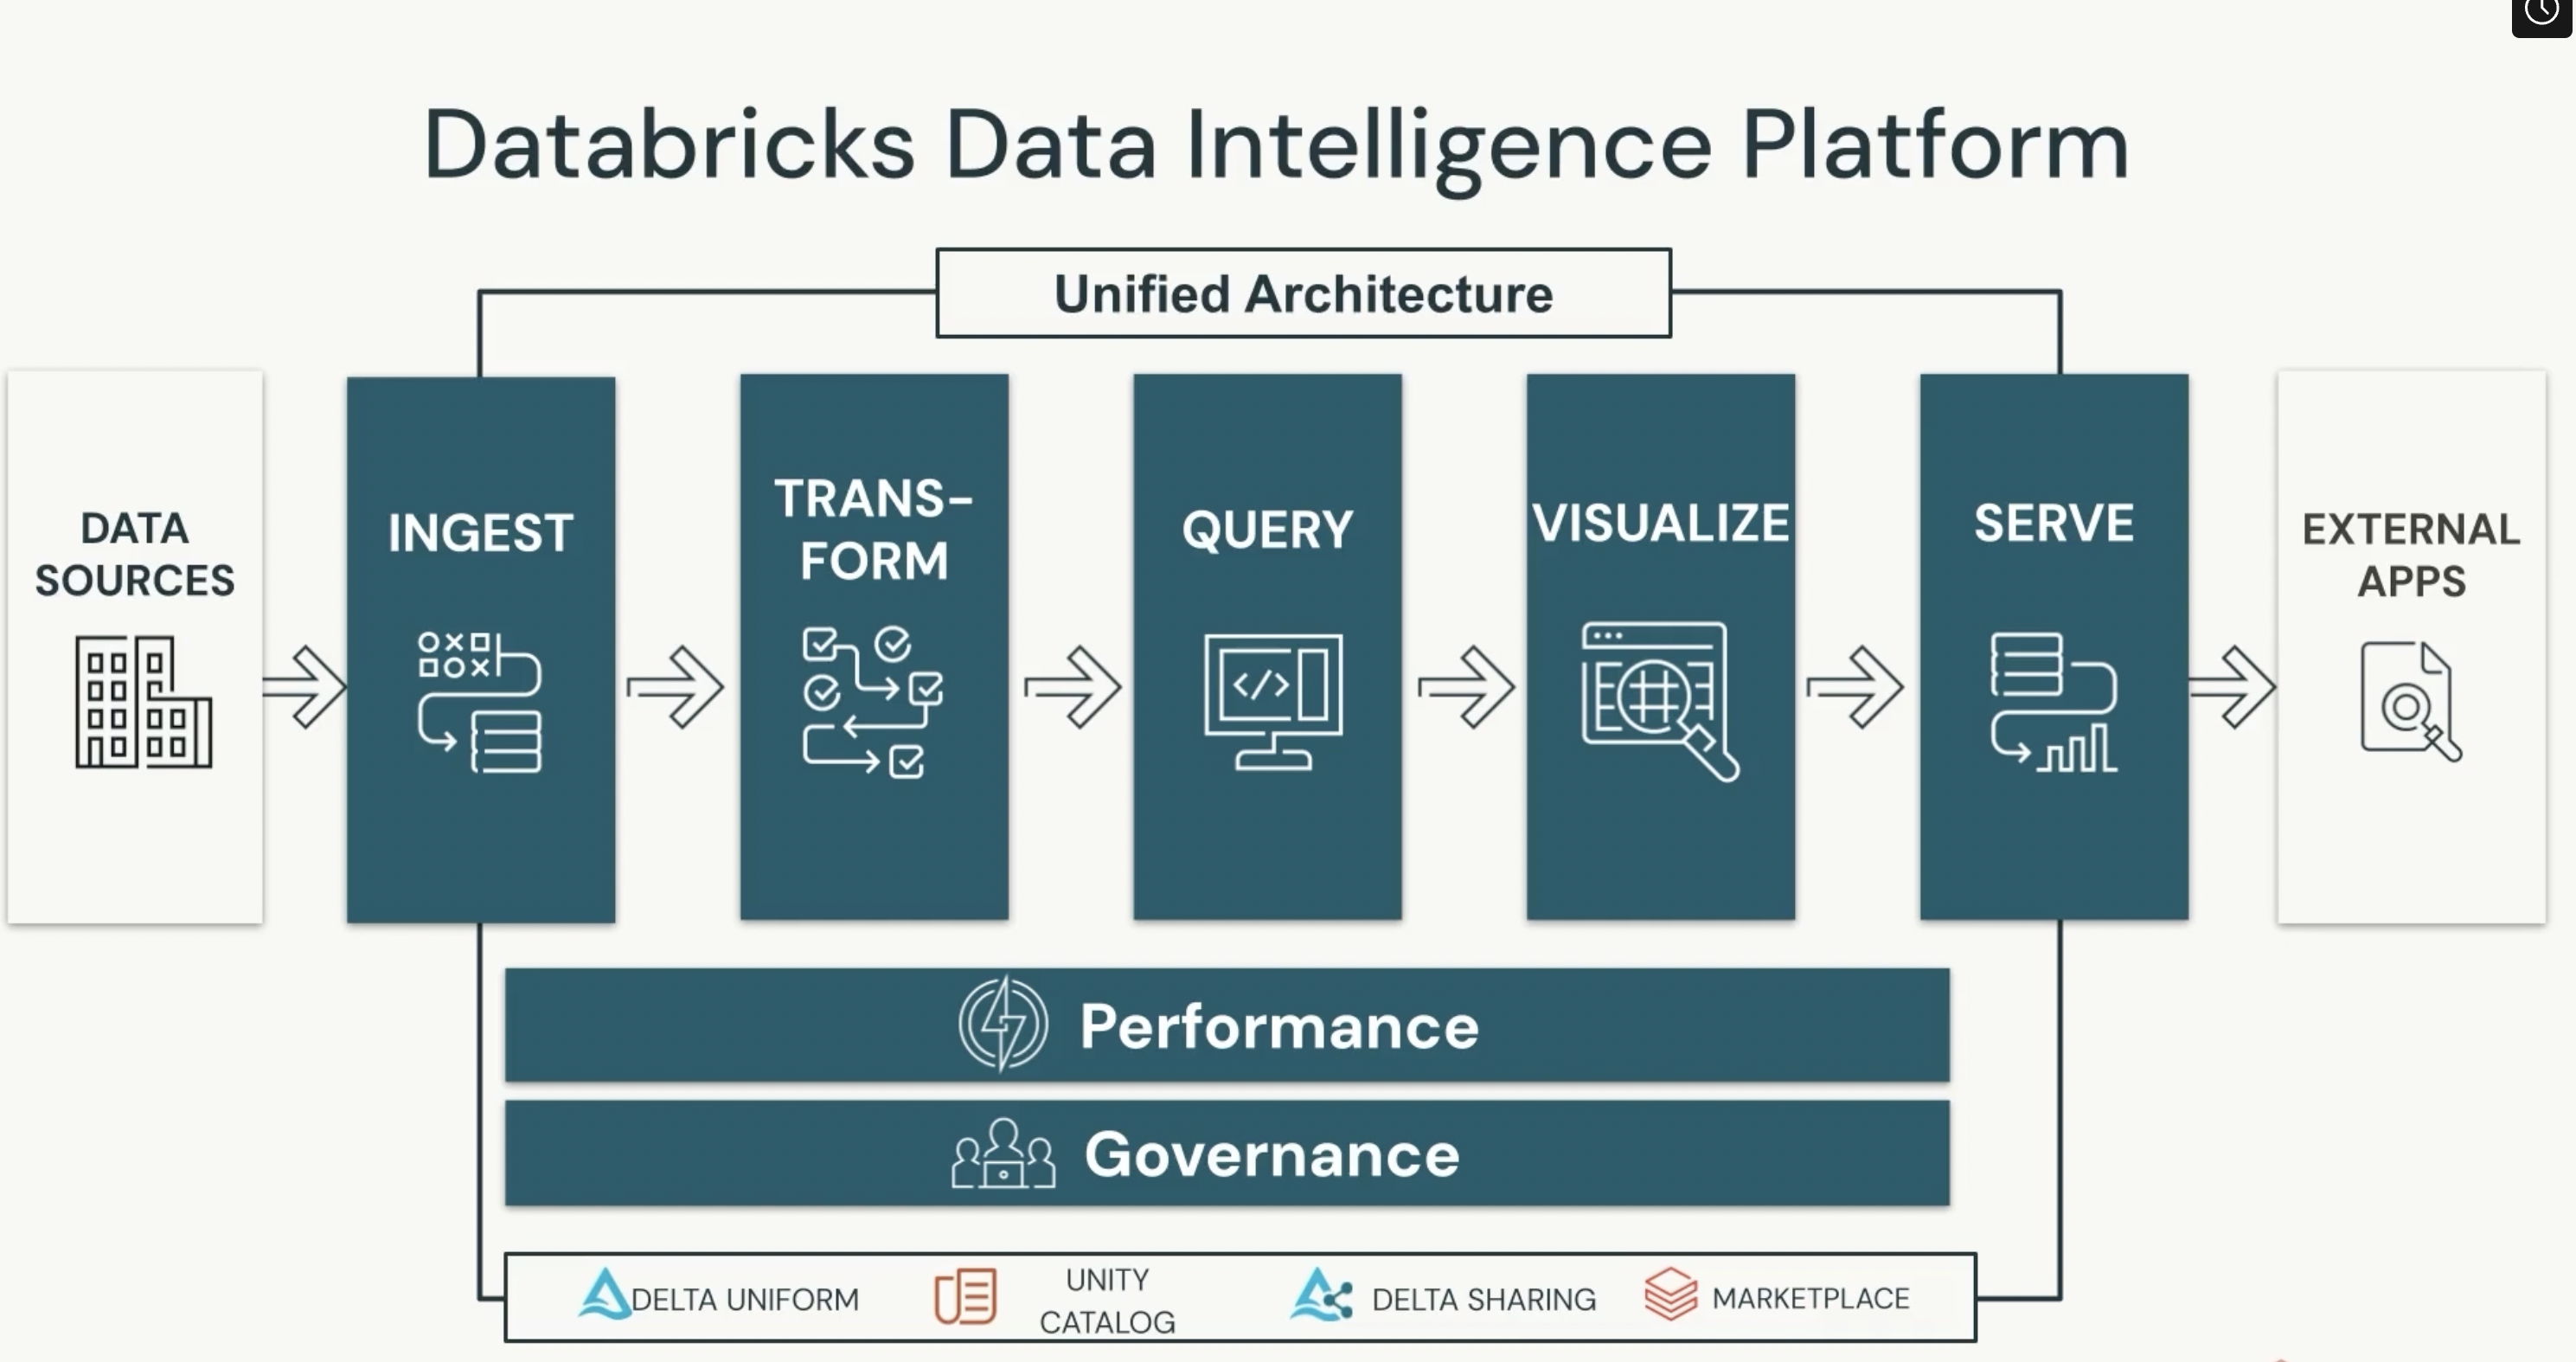 Databricks Data Intelligence Platform
Unified Architecture
DATA
SOURCES
INGEST
TRANS-
FORM
QUERY
VISUALIZE
SERVE
EXTERNAL
APPS
Performance
Governance
DELTA UNIFORM
UNITY
CATALOG
DELTA SHARING
MARKETPLACE